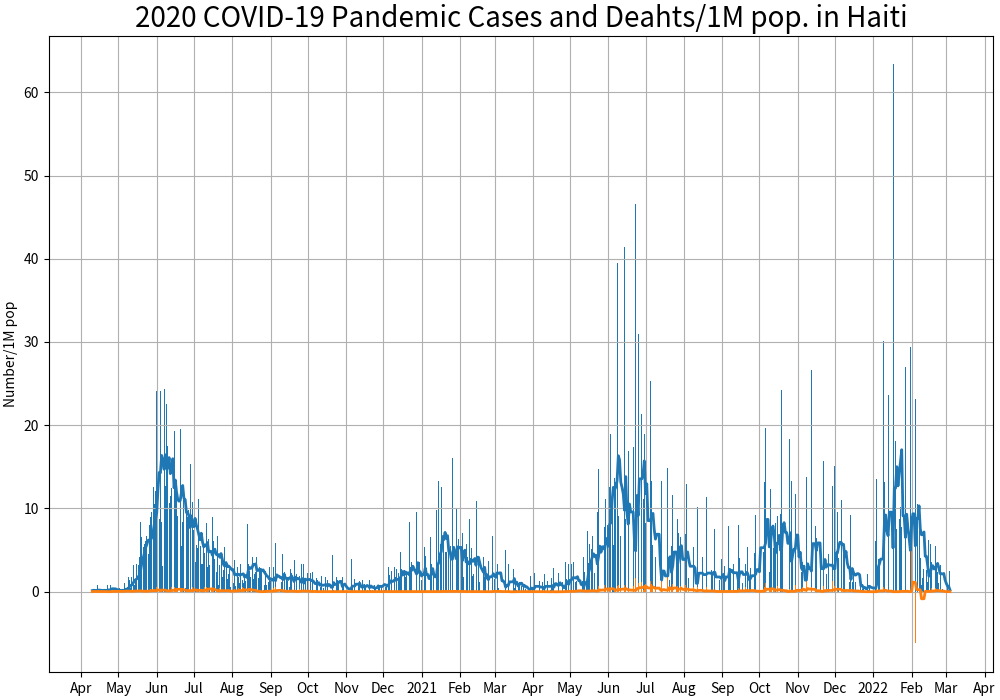 2020 COVID-19 Pandemic Cases and Deahts/1M pop. in Haiti
Number/1M pop
60
50
40
30
20
10
0
Apr May Jun Jul Aug Sep Oct Nov Dec 2021 Feb Mar Apr May Jun Jul Aug Sep Oct Nov Dec 2022 Feb Mar Apr